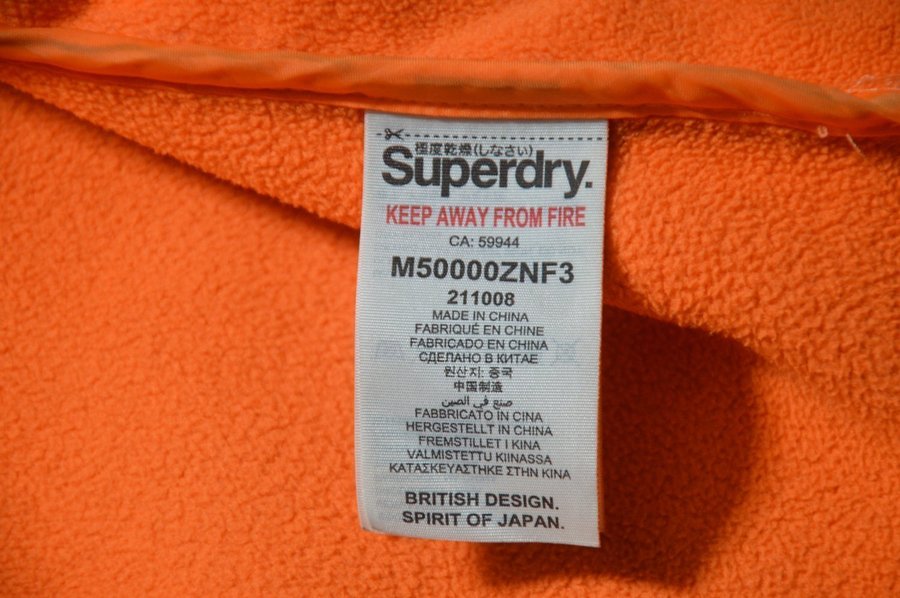 極度乾燥(しなさい)
Superdry.
KEEP AWAY FROM FIRE
CA: 59944
M50000ZNF3
211008
MADE IN CHINA
FABRIQUÉ EN CHINE
FABRICADO EN CHINA
СДЕЛАНО В КИТАЕ
원산지: 중국
中国制造
صنع في الصين
FABBRICATO IN CINA
HERGESTELLT IN CHINA
FREMSTILLET I KINA
VALMISTETTU KIINASSA
ΚΑΤΑΣΚΕΥΑΣΤΗΚΕ ΣΤΗΝ ΚΙΝΑ
BRITISH DESIGN.
SPIRIT OF JAPAN.